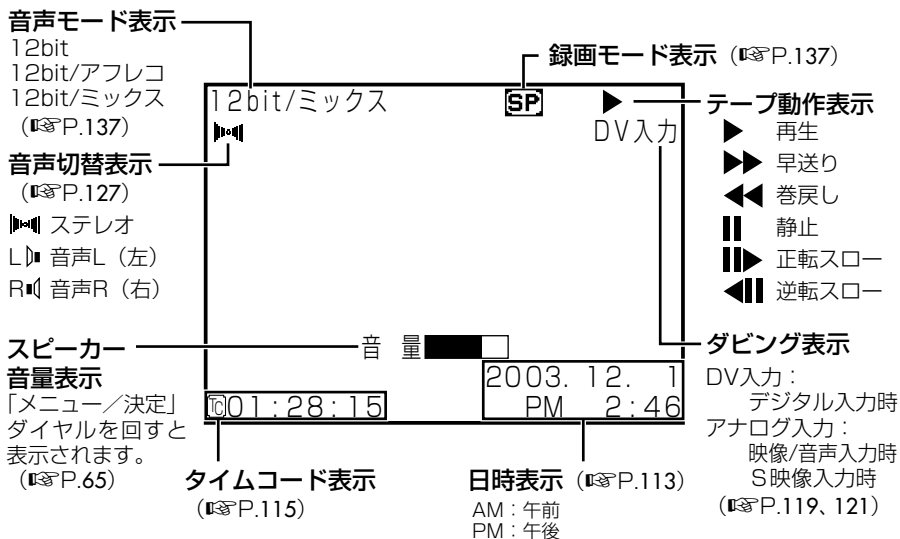 音声モード表示
12bit
12bit/アフレコ
12bit/ミックス
(☞P.137)
音声切替表示
(☞P.127)
ステレオ
L 音声L(左)
R 音声R(右)
スピーカー
音量表示
「メニュー/決定」
ダイヤルを回すと
表示されます。
(☞P.65)
12bit/ミックス
SP ▶
DV入力
音 量
TC01:28:15
2003. 12. 1
PM 2:46
タイムコード表示
(☞P.115)
日時表示(☞P.113)
AM:午前
PM:午後
録画モード表示(☞P.137)
テープ動作表示
▶ 再生
▶▶ 早送り
◀◀ 巻戻し
❚❚ 静止
❚❚▶ 正転スロー
◀❚❚ 逆転スロー
ダビング表示
DV入力:
デジタル入力時
アナログ入力:
映像/音声入力時
S映像入力時
(☞P.119、121)